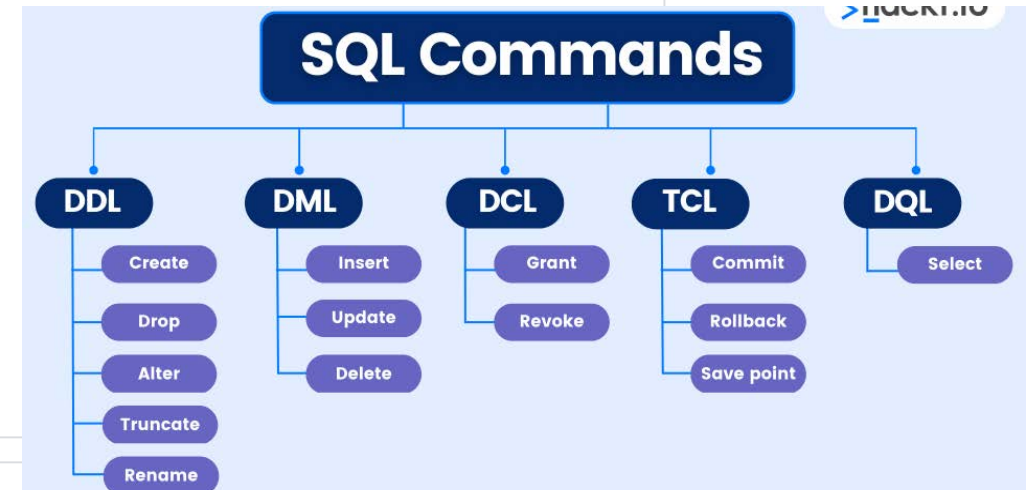 SQL Commands
DDL
DML
DCL
TCL
DQL
Create
Insert
Grant
Commit
Select
Drop
Update
Revoke
Rollback
Alter
Delete
Save point
Truncate
Rename